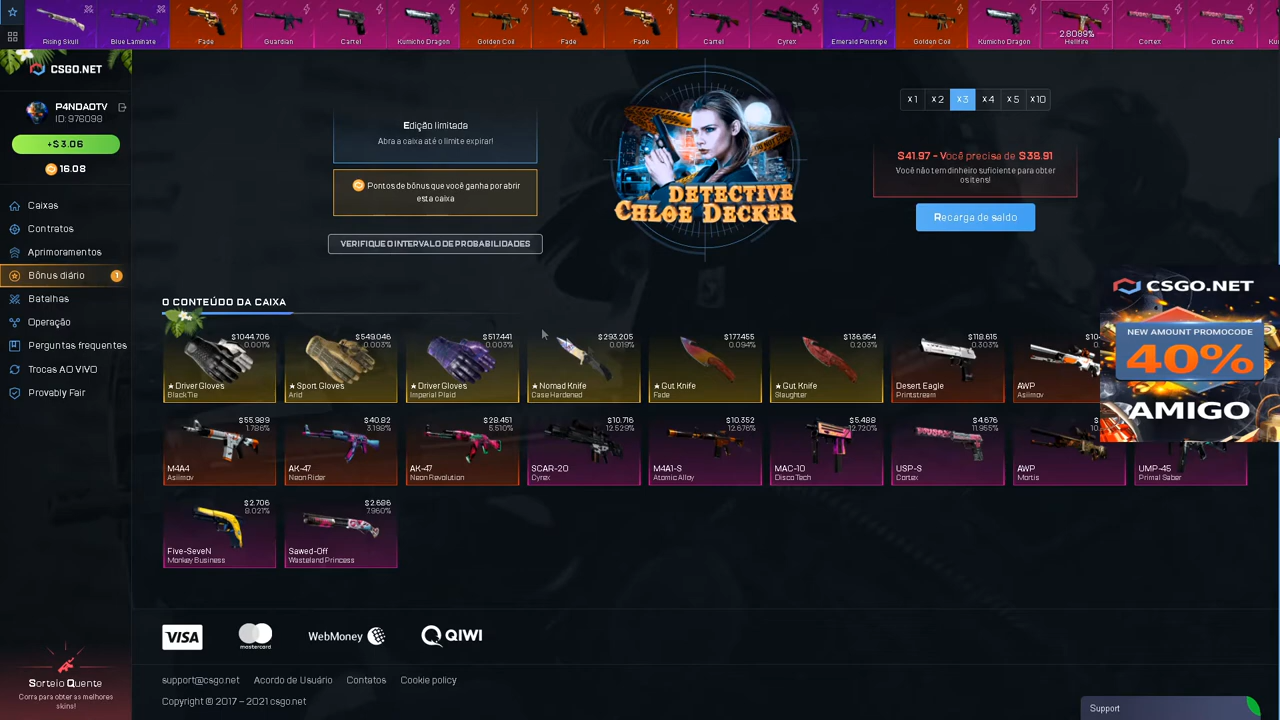 Rising Skull
Blue Laminate
Fade
Guardian
Cartel
Kumicho Dragon
Golden Coil
Fade
Fade
Cartel
Cyrex
Emerald Pinstripe
Golden Coil
Kumicho Dragon
2.8089%
Hellfire
Cortex
Cortex
CSGO.NET
P4NDAOTV
ID: 978098
+$ 3.06
16.08
Caixas
Contratos
Aprimoramentos
Bônus diário
1
Batalhas
Operação
Perguntas frequentes
Trocas AO VIVO
Provably Fair
Sorteio Quente
Corra para obter as melhores
skins!
Edição limitada
Abra a caixa até o limite expirar!
Pontos de bônus que você ganha por abrir
esta caixa
VERIFIQUE O INTERVALO DE PROBABILIDADES
DETECTIVE
CHLOE DECKER
X1 X2 X3 X4 X5 X10
$41.97 - Você precisa de $38.91
Você não tem dinheiro suficiente para obter
os itens!
Recarga de saldo
O CONTEÚDO DA CAIXA
$1044.706
0.001%
★ Driver Gloves
Black Tie
$549.046
0.003%
★ Sport Gloves
Arid
$517.441
0.003%
★ Driver Gloves
Imperial Plaid
$293.205
0.019%
★ Nomad Knife
Case Hardened
$177.455
0.094%
★ Gut Knife
Fade
$136.954
0.203%
★ Gut Knife
Slaughter
$118.615
0.303%
Desert Eagle
Printstream
AWP
Asiimov
$55.989
1.786%
M4A4
Asiimov
$40.82
3.198%
AK-47
Neon Rider
$28.451
5.510%
AK-47
Neon Revolution
$10.716
12.529%
SCAR-20
Cyrex
$10.352
12.676%
M4A1-S
Atomic Alloy
$5.488
12.720%
MAC-10
Disco Tech
$4.676
11.955%
USP-S
Cortex
AWP
Mortis
UMP-45
Primal Saber
$2.706
8.021%
Five-SeveN
Monkey Business
$2.686
7.960%
Sawed-Off
Wasteland Princess
CSGO.NET
NEW AMOUNT PROMOCODE
40%
AMIGO
VISA
mastercard
WebMoney
QIWI
support@csgo.net
Acordo de Usuário
Contatos
Cookie policy
Copyright © 2017 – 2021 csgo.net
Support